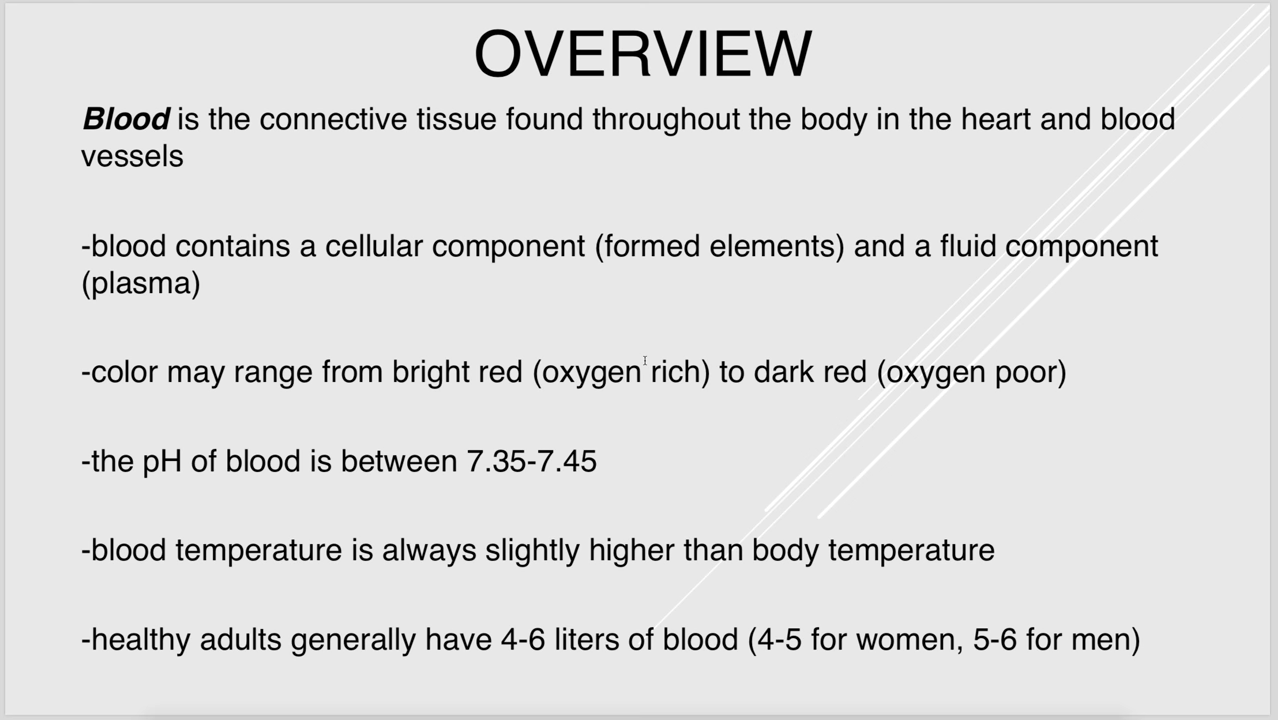 OVERVIEW
Blood is the connective tissue found throughout the body in the heart and blood
vessels
-blood contains a cellular component (formed elements) and a fluid component
(plasma)
-color may range from bright red (oxygen rich) to dark red (oxygen poor)
-the pH of blood is between 7.35-7.45
-blood temperature is always slightly higher than body temperature
-healthy adults generally have 4-6 liters of blood (4-5 for women, 5-6 for men)